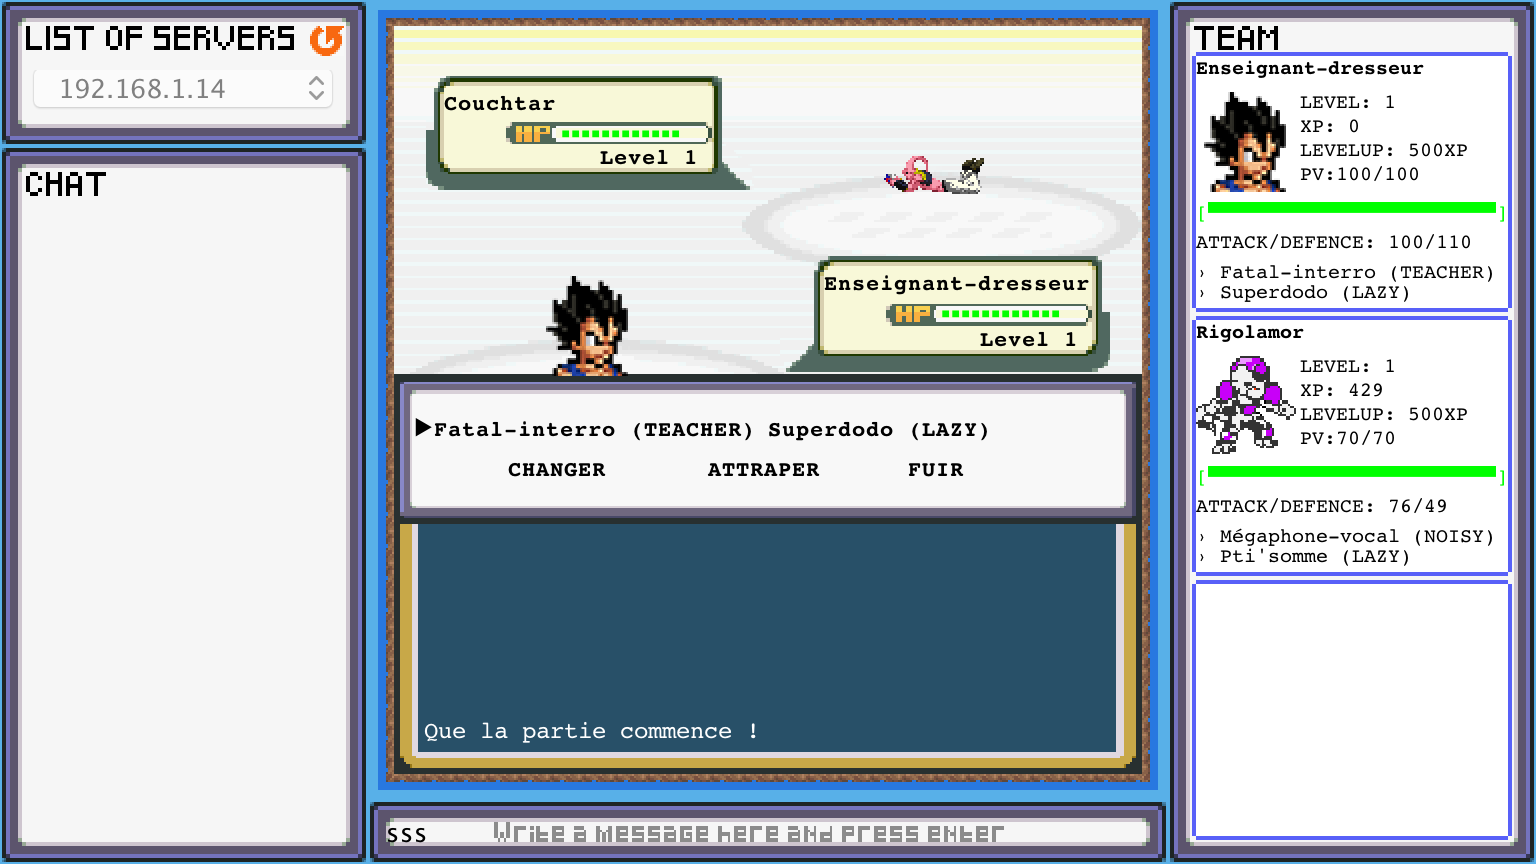 LIST OF SERVERS
192.168.1.14
CHAT
Couchtar
HP
Level 1
Enseignant-dresseur
HP
Level 1
▶Fatal-interro (TEACHER) Superdodo (LAZY)
CHANGER ATTRAPER FUIR
Que la partie commence !
sss Write a message here and press enter
TEAM
Enseignant-dresseur
LEVEL: 1
XP: 0
LEVELUP: 500XP
PV:100/100
[ ]
ATTACK/DEFENCE: 100/110
› Fatal-interro (TEACHER)
› Superdodo (LAZY)
Rigolamor
LEVEL: 1
XP: 429
LEVELUP: 500XP
PV:70/70
[ ]
ATTACK/DEFENCE: 76/49
› Mégaphone-vocal (NOISY)
› Pti'somme (LAZY)